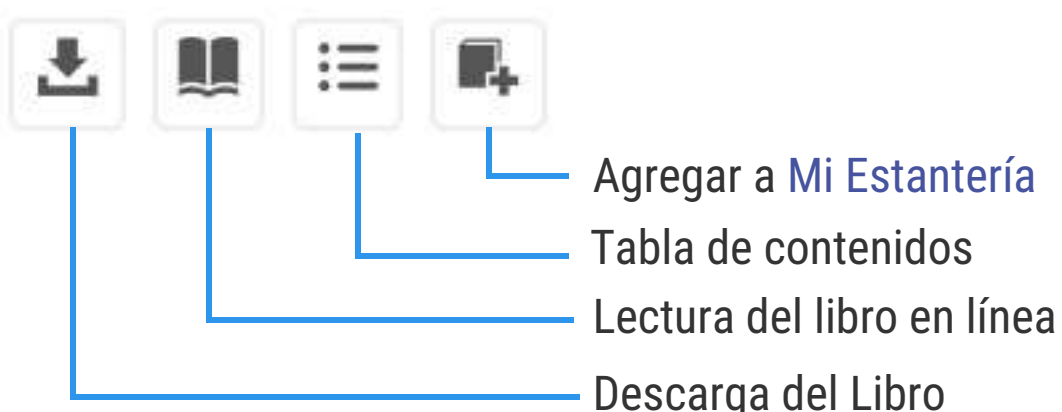 Agregar a Mi Estantería
Tabla de contenidos
Lectura del libro en línea
Descarga del Libro